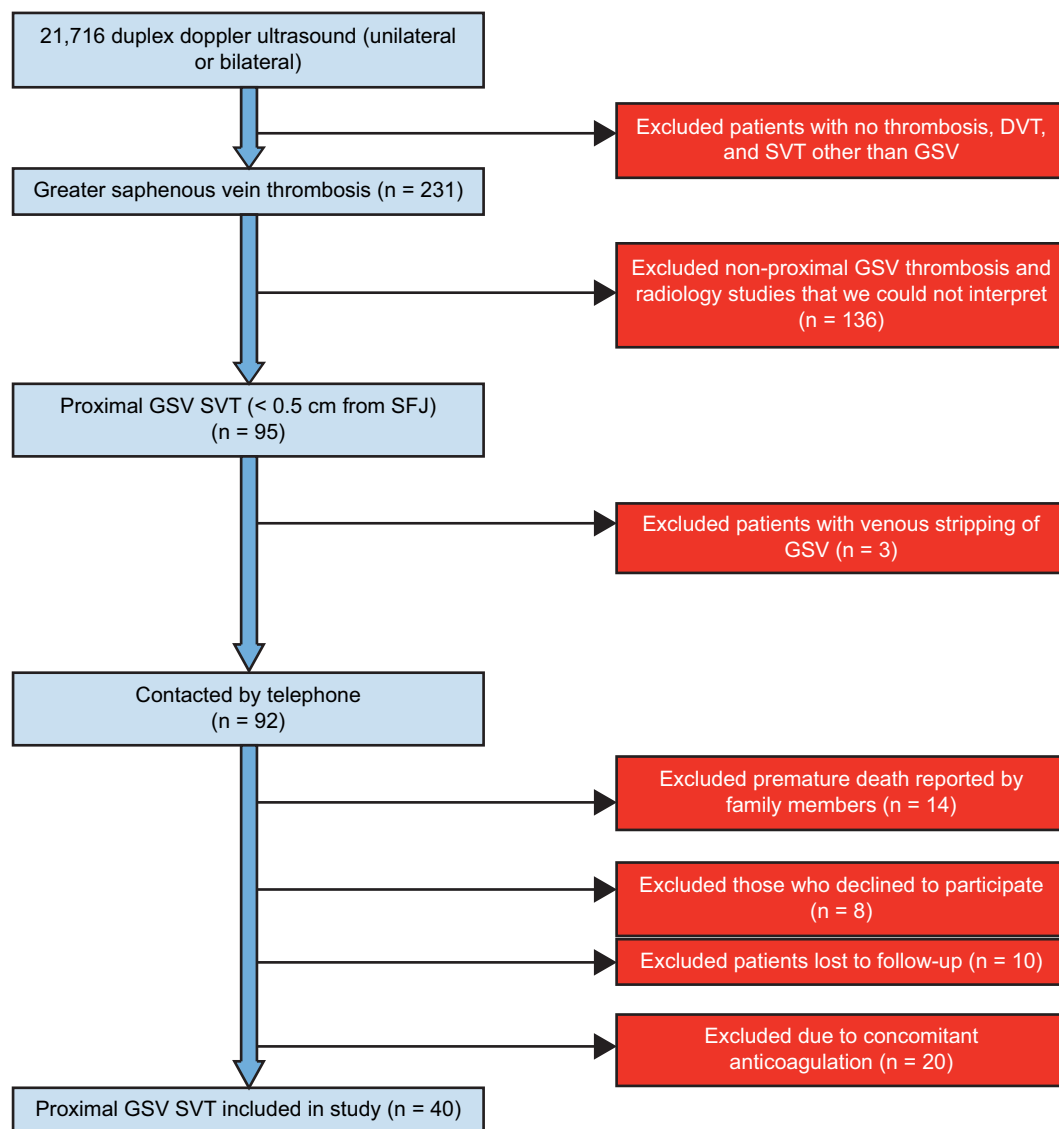 21,716 duplex doppler ultrasound (unilateral
or bilateral)
Excluded patients with no thrombosis, DVT,
and SVT other than GSV
Greater saphenous vein thrombosis (n = 231)
Excluded non-proximal GSV thrombosis and
radiology studies that we could not interpret
(n = 136)
Proximal GSV SVT (< 0.5 cm from SFJ)
(n = 95)
Excluded patients with venous stripping of
GSV (n = 3)
Contacted by telephone
(n = 92)
Excluded premature death reported by
family members (n = 14)
Excluded those who declined to participate
(n = 8)
Excluded patients lost to follow-up (n = 10)
Excluded due to concomitant
anticoagulation (n = 20)
Proximal GSV SVT included in study (n = 40)